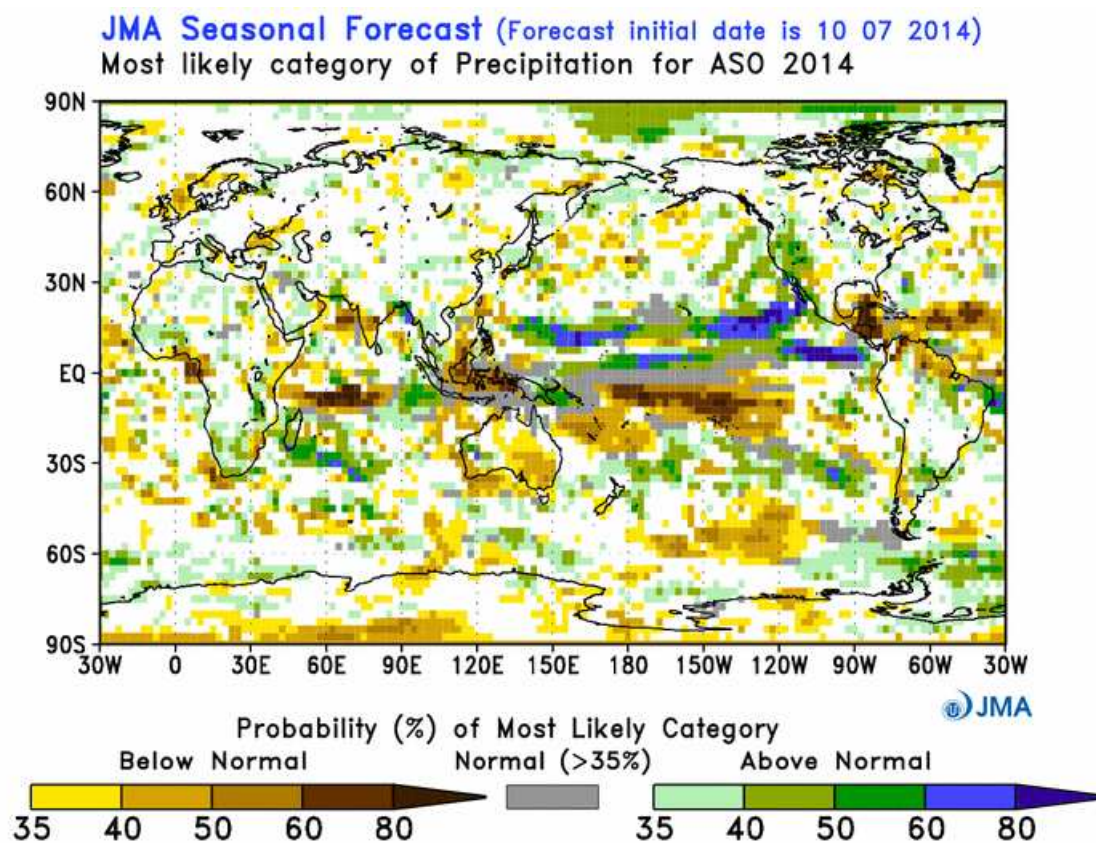 JMA Seasonal Forecast (Forecast initial date is 10 07 2014)
Most likely category of Precipitation for ASO 2014
90N
60N
30N
EQ
30S
60S
90S
30W 0 30E 60E 90E 120E 150E 180 150W 120W 90W 60W 30W
JMA
Probability (%) of Most Likely Category
Below Normal Normal (>35%) Above Normal
35 40 50 60 80 35 40 50 60 80